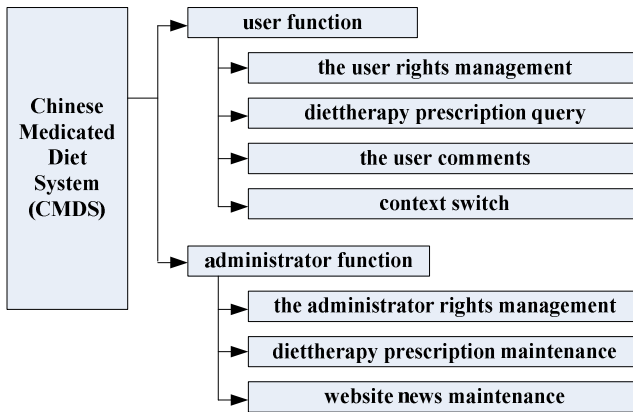 Chinese
Medicated
Diet
System
(CMDS)
user function
the user rights management
diettherapy prescription query
the user comments
context switch
administrator function
the administrator rights management
diettherapy prescription maintenance
website news maintenance